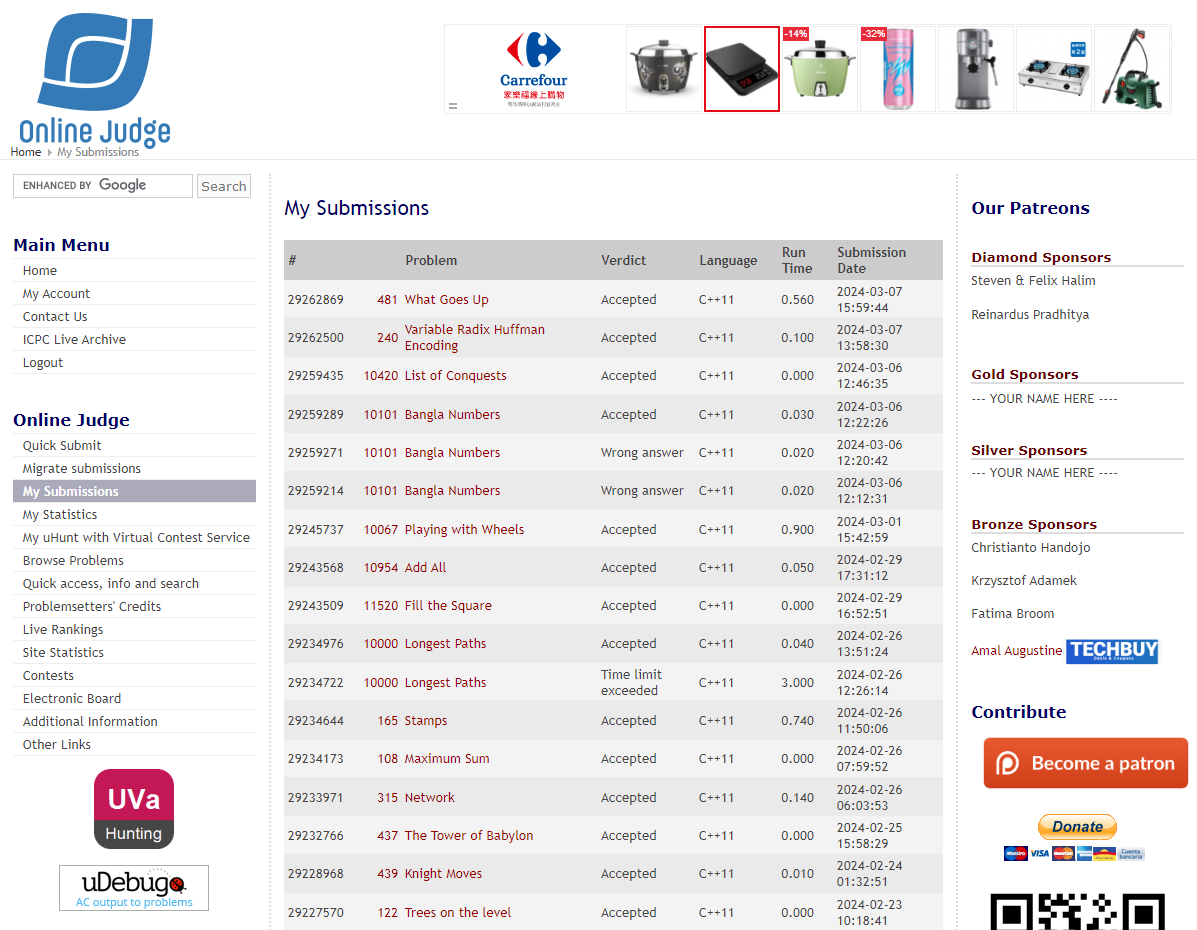 Online Judge
Home My Submissions
Carrefour
家樂福線上購物
-14%
-32%
ENHANCED BY Google
Search
Main Menu
Home
My Account
Contact Us
ICPC Live Archive
Logout
Online Judge
Quick Submit
Migrate submissions
My Submissions
My Statistics
My uHunt with Virtual Contest Service
Browse Problems
Quick access, info and search
Problemsetters' Credits
Live Rankings
Site Statistics
Contests
Electronic Board
Additional Information
Other Links
UVa
Hunting
uDebug
AC output to problems
My Submissions
# Problem Verdict Language Run Time Submission Date
29262869 481 What Goes Up Accepted C++11 0.560 2024-03-07 15:59:44
29262500 240 Variable Radix Huffman Encoding Accepted C++11 0.100 2024-03-07 13:58:30
29259435 10420 List of Conquests Accepted C++11 0.000 2024-03-06 12:46:35
29259289 10101 Bangla Numbers Accepted C++11 0.030 2024-03-06 12:22:26
29259271 10101 Bangla Numbers Wrong answer C++11 0.020 2024-03-06 12:20:42
29259214 10101 Bangla Numbers Wrong answer C++11 0.020 2024-03-06 12:12:31
29245737 10067 Playing with Wheels Accepted C++11 0.900 2024-03-01 15:42:59
29243568 10954 Add All Accepted C++11 0.050 2024-02-29 17:31:12
29243509 11520 Fill the Square Accepted C++11 0.000 2024-02-29 16:52:51
29234976 10000 Longest Paths Accepted C++11 0.040 2024-02-26 13:51:24
29234722 10000 Longest Paths Time limit exceeded C++11 3.000 2024-02-26 12:26:14
29234644 165 Stamps Accepted C++11 0.740 2024-02-26 11:50:06
29234173 108 Maximum Sum Accepted C++11 0.000 2024-02-26 07:59:52
29233971 315 Network Accepted C++11 0.140 2024-02-26 06:03:53
29232766 437 The Tower of Babylon Accepted C++11 0.000 2024-02-25 15:58:29
29228968 439 Knight Moves Accepted C++11 0.010 2024-02-24 01:32:51
29227570 122 Trees on the level Accepted C++11 0.000 2024-02-23 10:18:41
Our Patreons
Diamond Sponsors
Steven & Felix Halim
Reinardus Pradhitya
Gold Sponsors
--- YOUR NAME HERE ----
Silver Sponsors
--- YOUR NAME HERE ----
Bronze Sponsors
Christianto Handojo
Krzysztof Adamek
Fatima Broom
Amal Augustine TECHBUY
Contribute
Become a patron
Donate
Maestro VISA
Cuenta bancaria